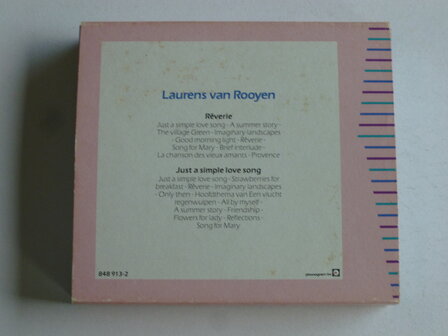 Laurens van Rooyen
Rêverie
Just a simple love song - A summer story -
The village Green - Imaginary landscapes
- Good morning light - Rêverie -
Song for Mary - Brief interlude -
La chanson des vieux amants - Provence
Just a simple love song
Just a simple love song - Strawberries for
breakfast - Rêverie - Imaginary landscapes
- Only then - Hoofdthema van Een vlucht
regenwulpen - All by myself -
A summer story - Friendship -
Flowers for lady - Reflections -
Song for Mary
848 913-2
phonogram bv